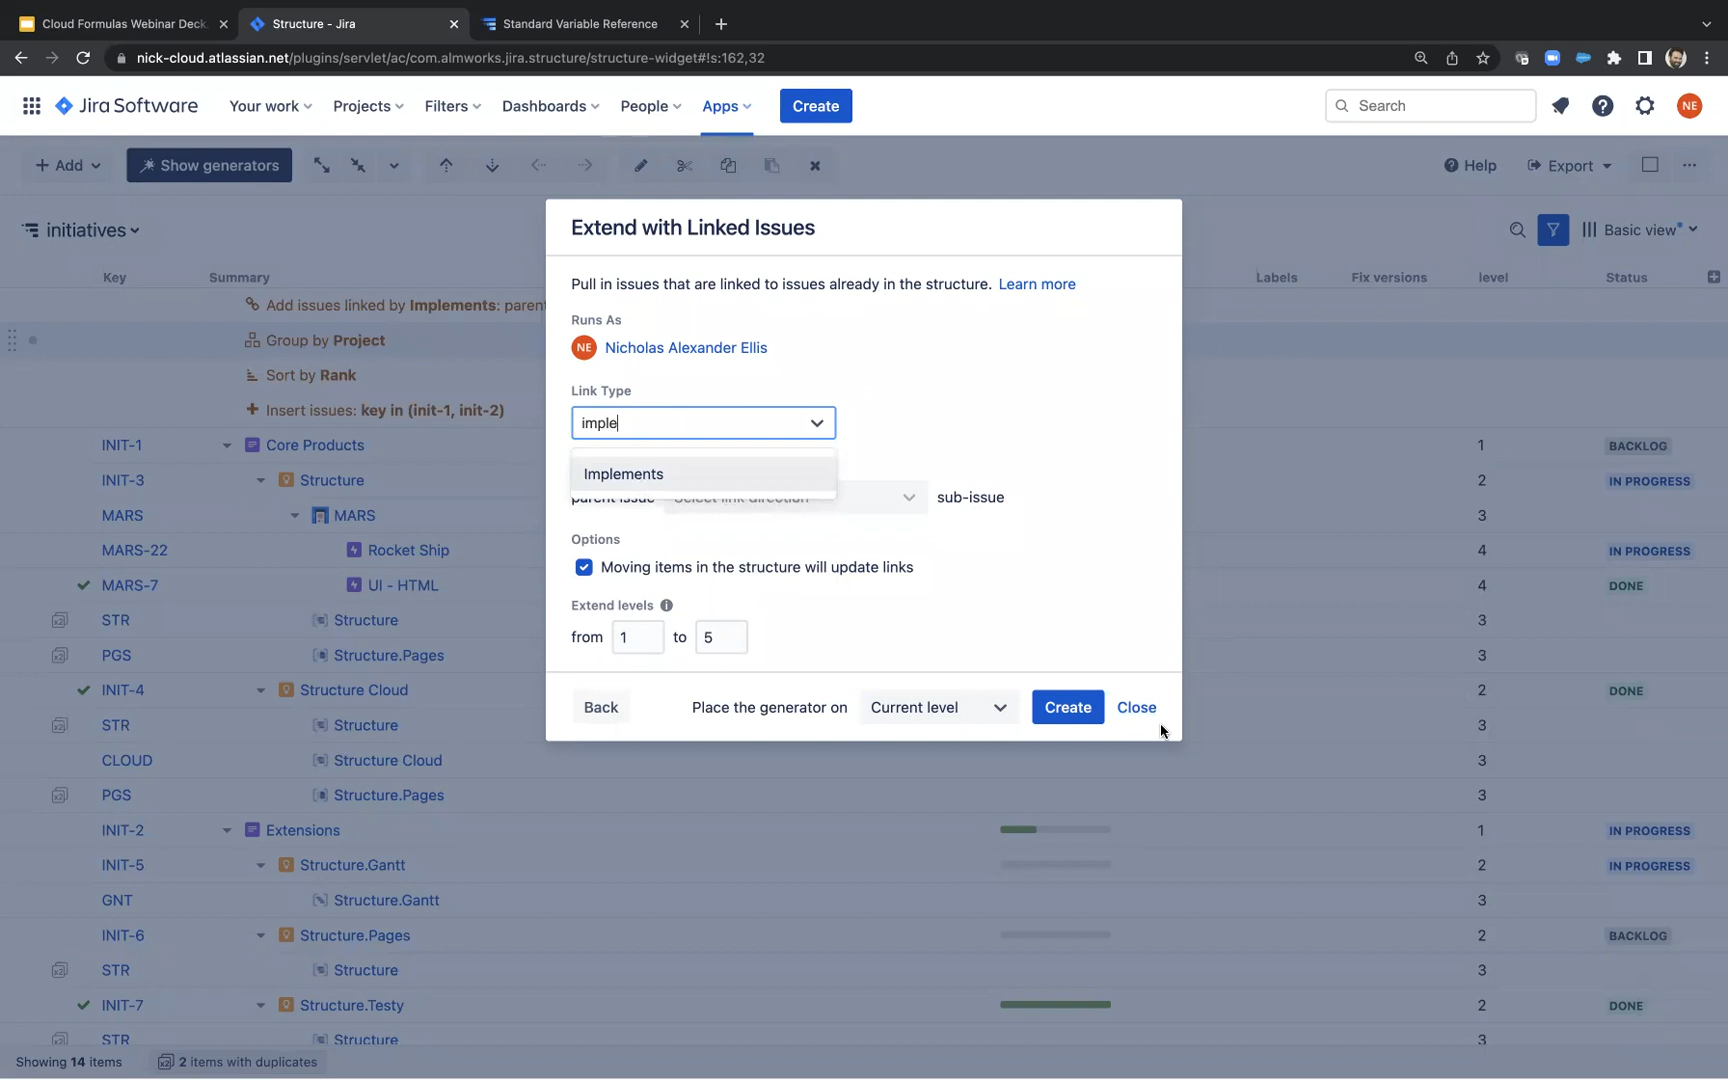 Cloud Formulas Webinar Deck
Structure - Jira
Standard Variable Reference
nick-cloud.atlassian.net/plugins/servlet/ac/com.almworks.jira.structure/structure-widget#!s:162,32
Jira Software
Your work
Projects
Filters
Dashboards
People
Apps
Create
Search
NE
Add
Show generators
Help
Export
initiatives
Basic view
Key
Summary
Labels
Fix versions
level
Status
Add issues linked by Implements: paren
Group by Project
Sort by Rank
Insert issues: key in (init-1, init-2)
INIT-1 Core Products 1 BACKLOG
INIT-3 Structure 2 IN PROGRESS
MARS MARS 3
MARS-22 Rocket Ship 4 IN PROGRESS
MARS-7 UI - HTML 4 DONE
x2 STR Structure 3
x2 PGS Structure.Pages 3
INIT-4 Structure Cloud 2 DONE
x2 STR Structure 3
CLOUD Structure Cloud 3
x2 PGS Structure.Pages 3
INIT-2 Extensions 1 IN PROGRESS
INIT-5 Structure.Gantt 2 IN PROGRESS
GNT Structure.Gantt 3
INIT-6 Structure.Pages 2 BACKLOG
x2 STR Structure 3
INIT-7 Structure.Testy 2 DONE
STR Structure 3
Showing 14 items
x2 2 items with duplicates
Extend with Linked Issues
Pull in issues that are linked to issues already in the structure. Learn more
Runs As
NE Nicholas Alexander Ellis
Link Type
imple
Implements
parent issue Select link direction sub-issue
Options
Moving items in the structure will update links
Extend levels
from 1 to 5
Back
Place the generator on
Current level
Create
Close